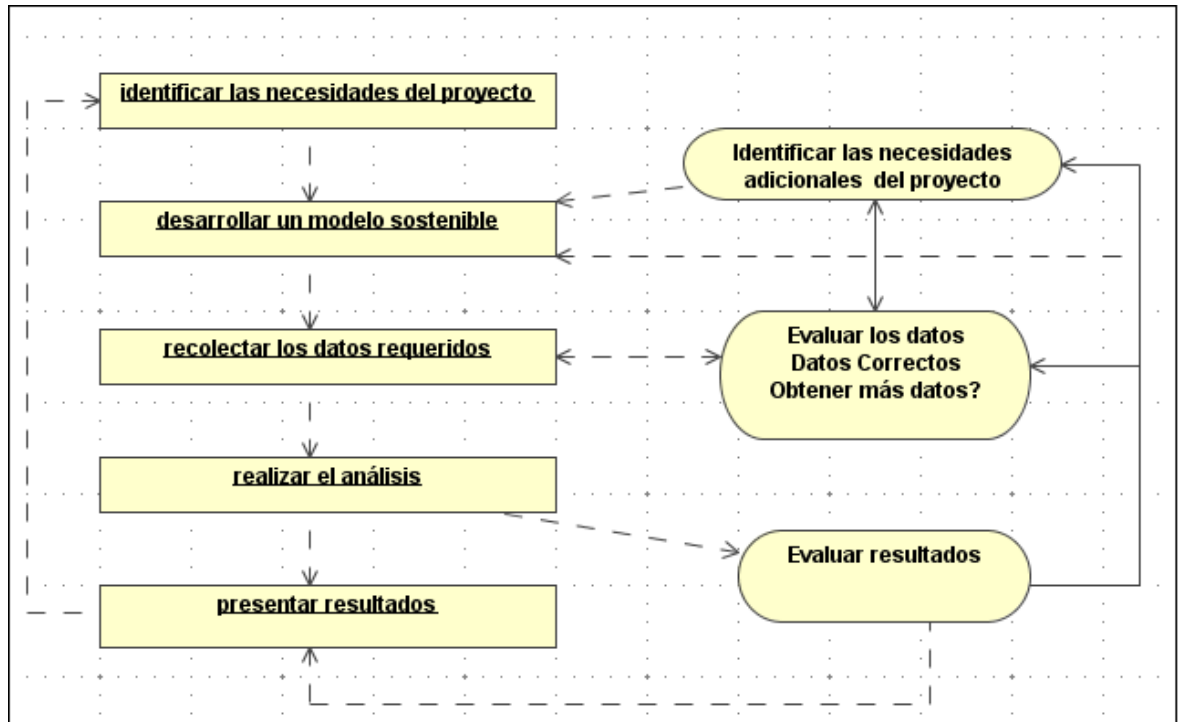 identificar las necesidades del proyecto
Identificar las necesidades
adicionales del proyecto
desarrollar un modelo sostenible
recolectar los datos requeridos
Evaluar los datos
Datos Correctos
Obtener más datos?
realizar el análisis
Evaluar resultados
presentar resultados